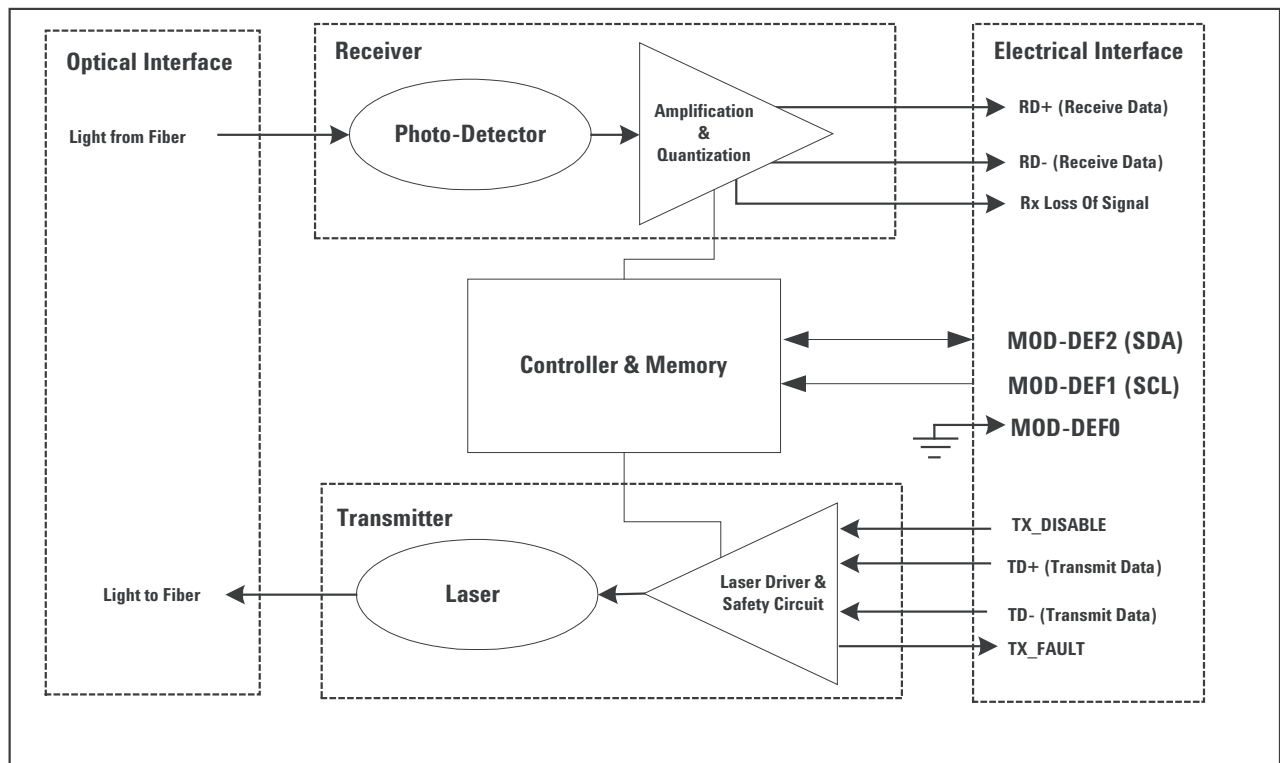 Optical Interface
Receiver
Electrical Interface
Light from Fiber
Photo-Detector
Amplification
&
Quantization
RD+ (Receive Data)
RD- (Receive Data)
Rx Loss Of Signal
Controller & Memory
MOD-DEF2 (SDA)
MOD-DEF1 (SCL)
MOD-DEF0
Transmitter
Light to Fiber
Laser
Laser Driver &
Safety Circuit
TX_DISABLE
TD+ (Transmit Data)
TD- (Transmit Data)
TX_FAULT